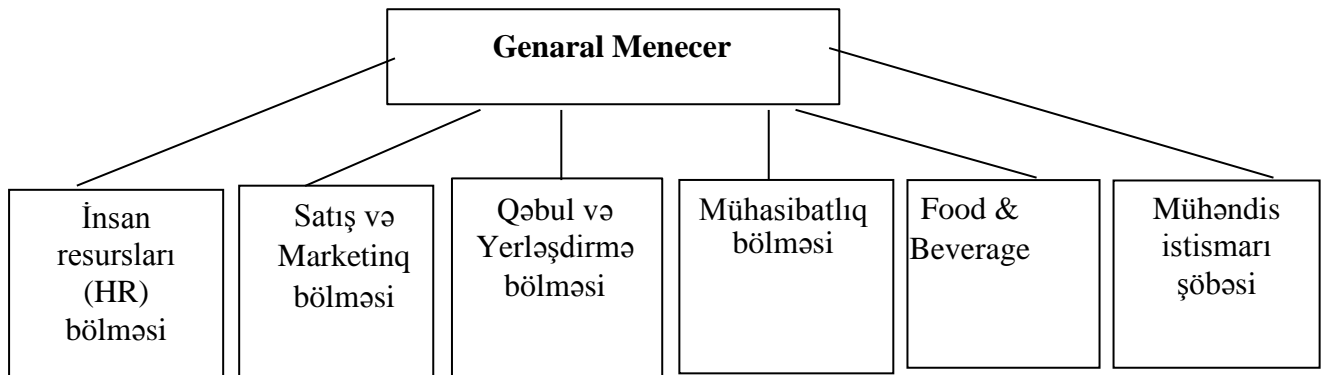 Genaral Menecer
İnsan
resursları
(HR)
bölməsi
Satış və
Marketinq
bölməsi
Qəbul və
Yerləşdirmə
bölməsi
Mühasibatlıq
bölməsi
Food &
Beverage
Mühəndis
istismarı
şöbəsi